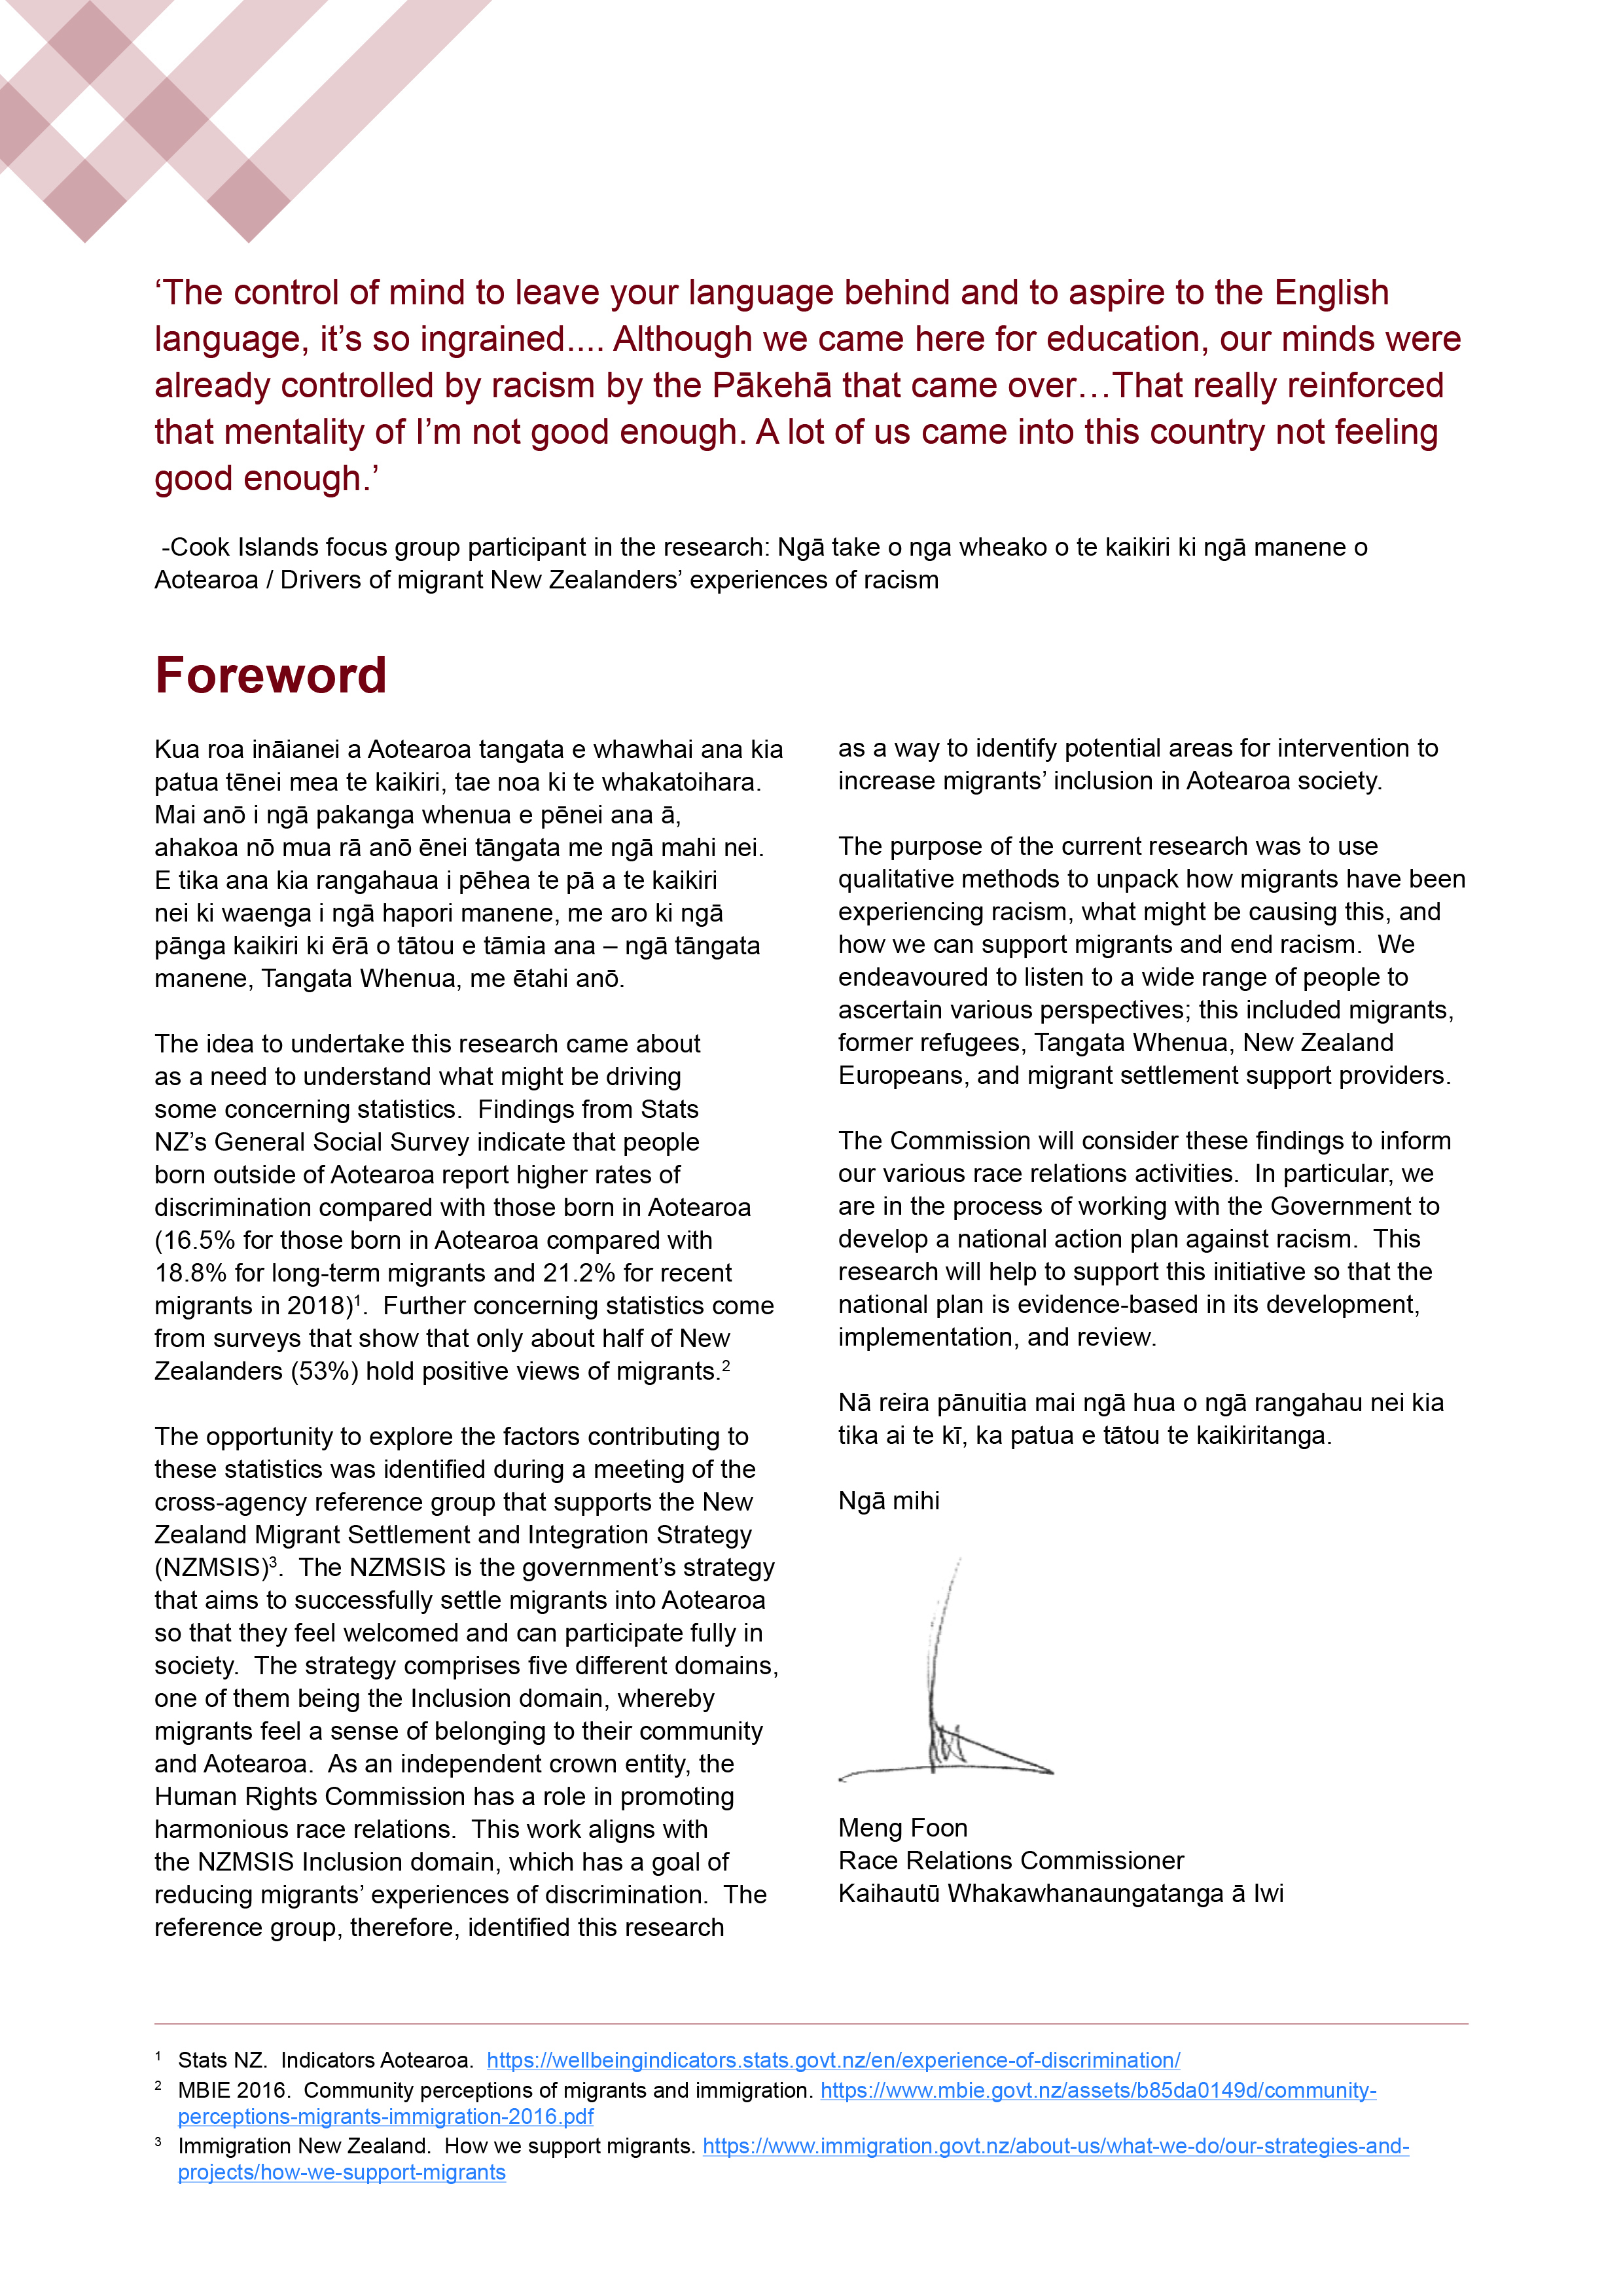 ‘The control of mind to leave your language behind and to aspire to the English
language, it’s so ingrained.... Although we came here for education, our minds were
already controlled by racism by the Pākehā that came over…That really reinforced
that mentality of I’m not good enough. A lot of us came into this country not feeling
good enough.’
-Cook Islands focus group participant in the research: Ngā take o nga wheako o te kaikiri ki ngā manene o
Aotearoa / Drivers of migrant New Zealanders’ experiences of racism
Foreword
Kua roa ināianei a Aotearoa tangata e whawhai ana kia
patua tēnei mea te kaikiri, tae noa ki te whakatoihara.
Mai anō i ngā pakanga whenua e pēnei ana ā,
ahakoa nō mua rā anō ēnei tāngata me ngā mahi nei.
E tika ana kia rangahaua i pēhea te pā a te kaikiri
nei ki waenga i ngā hapori manene, me aro ki ngā
pānga kaikiri ki ērā o tātou e tāmia ana – ngā tāngata
manene, Tangata Whenua, me ētahi anō.
The idea to undertake this research came about
as a need to understand what might be driving
some concerning statistics.  Findings from Stats
NZ’s General Social Survey indicate that people
born outside of Aotearoa report higher rates of
discrimination compared with those born in Aotearoa
(16.5% for those born in Aotearoa compared with
18.8% for long-term migrants and 21.2% for recent
migrants in 2018)¹.  Further concerning statistics come
from surveys that show that only about half of New
Zealanders (53%) hold positive views of migrants.²
The opportunity to explore the factors contributing to
these statistics was identified during a meeting of the
cross-agency reference group that supports the New
Zealand Migrant Settlement and Integration Strategy
(NZMSIS)³.  The NZMSIS is the government’s strategy
that aims to successfully settle migrants into Aotearoa
so that they feel welcomed and can participate fully in
society.  The strategy comprises five different domains,
one of them being the Inclusion domain, whereby
migrants feel a sense of belonging to their community
and Aotearoa.  As an independent crown entity, the
Human Rights Commission has a role in promoting
harmonious race relations.  This work aligns with
the NZMSIS Inclusion domain, which has a goal of
reducing migrants’ experiences of discrimination.  The
reference group, therefore, identified this research
as a way to identify potential areas for intervention to
increase migrants’ inclusion in Aotearoa society.
The purpose of the current research was to use
qualitative methods to unpack how migrants have been
experiencing racism, what might be causing this, and
how we can support migrants and end racism.  We
endeavoured to listen to a wide range of people to
ascertain various perspectives; this included migrants,
former refugees, Tangata Whenua, New Zealand
Europeans, and migrant settlement support providers.
The Commission will consider these findings to inform
our various race relations activities.  In particular, we
are in the process of working with the Government to
develop a national action plan against racism.  This
research will help to support this initiative so that the
national plan is evidence-based in its development,
implementation, and review.
Nā reira pānuitia mai ngā hua o ngā rangahau nei kia
tika ai te kī, ka patua e tātou te kaikiritanga.
Ngā mihi
Meng Foon
Race Relations Commissioner
Kaihautū Whakawhanaungatanga ā Iwi
¹ Stats NZ.  Indicators Aotearoa.  https://wellbeingindicators.stats.govt.nz/en/experience-of-discrimination/
² MBIE 2016.  Community perceptions of migrants and immigration. https://www.mbie.govt.nz/assets/b85da0149d/community-
perceptions-migrants-immigration-2016.pdf
³ Immigration New Zealand.  How we support migrants. https://www.immigration.govt.nz/about-us/what-we-do/our-strategies-and-
projects/how-we-support-migrants